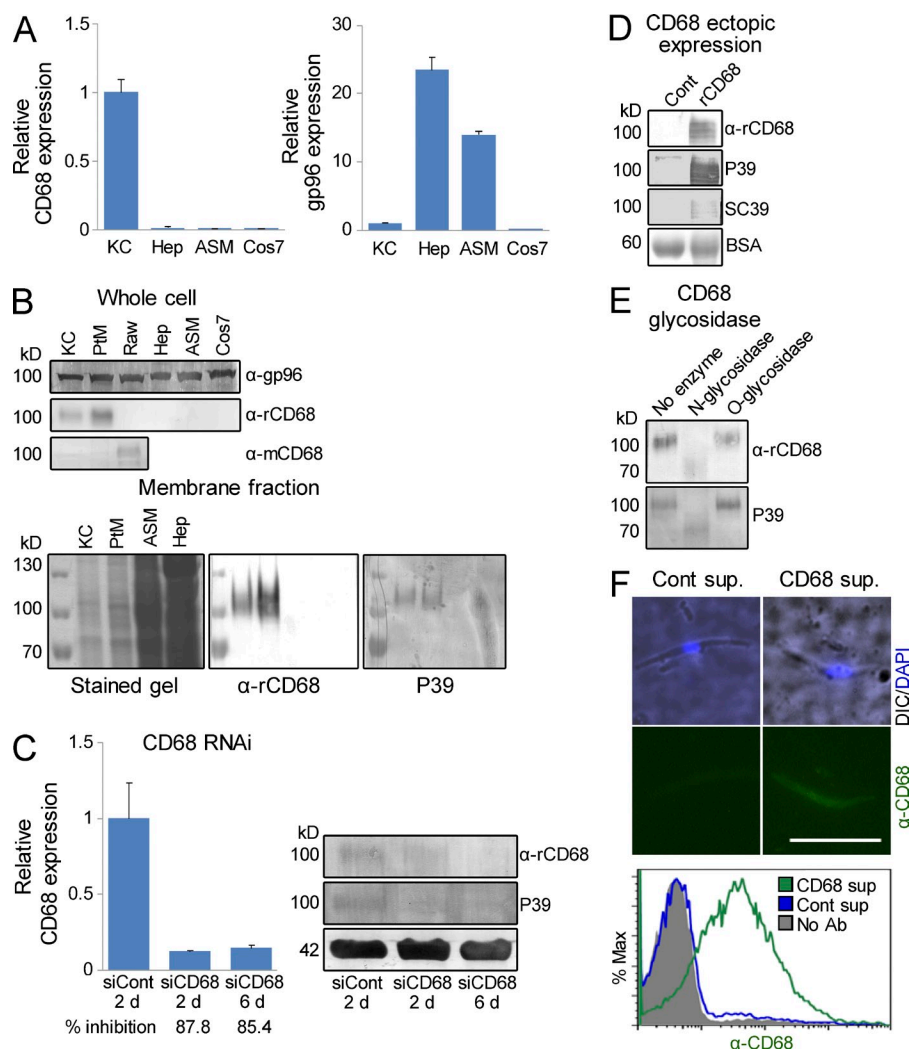 A
1.5
1
0.5
0
Relative
CD68 expression
KC Hep ASM Cos7
30
20
10
0
Relative
gp96 expression
KC Hep ASM Cos7
B
Whole cell
kD
KC PtM Raw Hep ASM Cos7
100 α-gp96
100 α-rCD68
100 α-mCD68
Membrane fraction
kD
KC PtM ASM Hep
130
100
70
Stained gel α-rCD68 P39
C
CD68 RNAi
1.5
1
0.5
0
Relative
CD68 expression
siCont siCD68 siCD68
2 d 2 d 6 d
% inhibition 87.8 85.4
kD
100 α-rCD68
100 P39
42
siCont siCD68 siCD68
2 d 2 d 6 d
D
CD68 ectopic
expression
kD
Cont rCD68
100 α-rCD68
100 P39
100 SC39
60 BSA
E
CD68
glycosidase
No enzyme N-glycosidase O-glycosidase
kD
100 α-rCD68
70
100 P39
70
F
Cont sup. CD68 sup.
DIC/DAPI
α-CD68
CD68 sup
Cont sup
No Ab
% Max
α-CD68